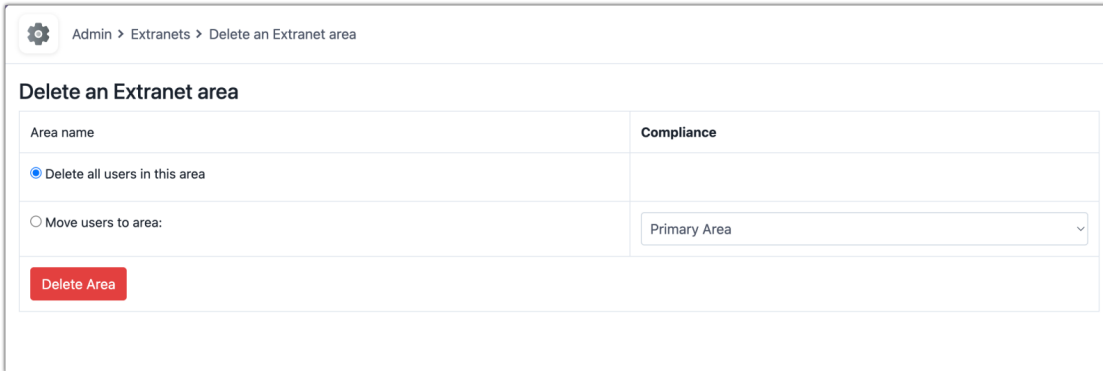 Admin > Extranets > Delete an Extranet area
Delete an Extranet area
Area name
Compliance
Delete all users in this area
Move users to area:
Primary Area
Delete Area